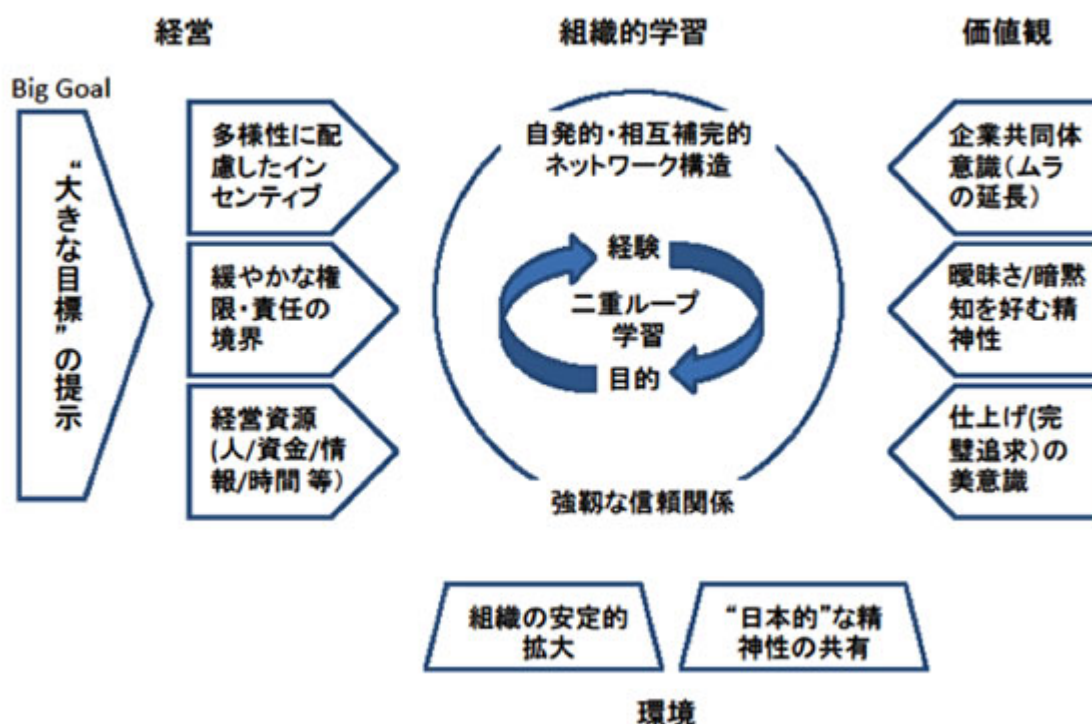 経営
組織的学習
価値観
Big Goal
“大きな目標”の提示
多様性に配
慮したイン
センティブ
緩やかな権
限・責任の
境界
経営資源
(人/資金/情
報/時間 等)
自発的・相互補完的
ネットワーク構造
経験
二重ループ
学習
目的
強靭な信頼関係
企業共同体
意識(ムラ
の延長)
曖昧さ/暗黙
知を好む精
神性
仕上げ(完
璧追求)の
美意識
組織の安定的
拡大
“日本的”な精
神性の共有
環境